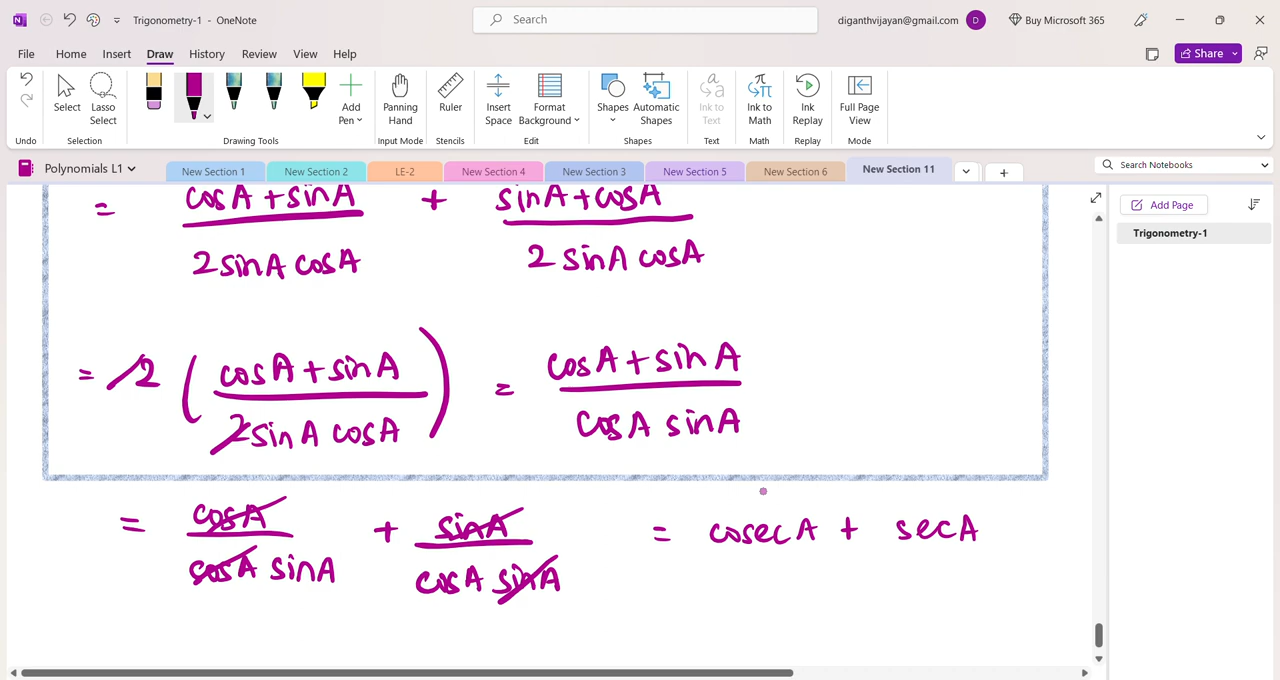 Trigonometry-1 - OneNote
Search
diganthvijayan@gmail.com D Buy Microsoft 365
File Home Insert Draw History Review View Help Share
Select Lasso Select Add Pen Panning Hand Ruler Insert Space Format Background Shapes Automatic Shapes Ink to Text Ink to Math Ink Replay Full Page View
Undo Selection Drawing Tools Input Mode Stencils Edit Shapes Text Math Replay Mode
Polynomials L1 New Section 1 New Section 2 LE-2 New Section 4 New Section 3 New Section 5 New Section 6 New Section 11 + Search Notebooks
Add Page
Trigonometry-1
= cosA + sinA + sinA + cosA
2 sinA cosA 2 sinA cosA
= 2 ( cosA + sinA ) = cosA + sinA
2 sinA cosA cosA sinA
= cosA + sinA = cosecA + secA
cosA sinA cosA sinA